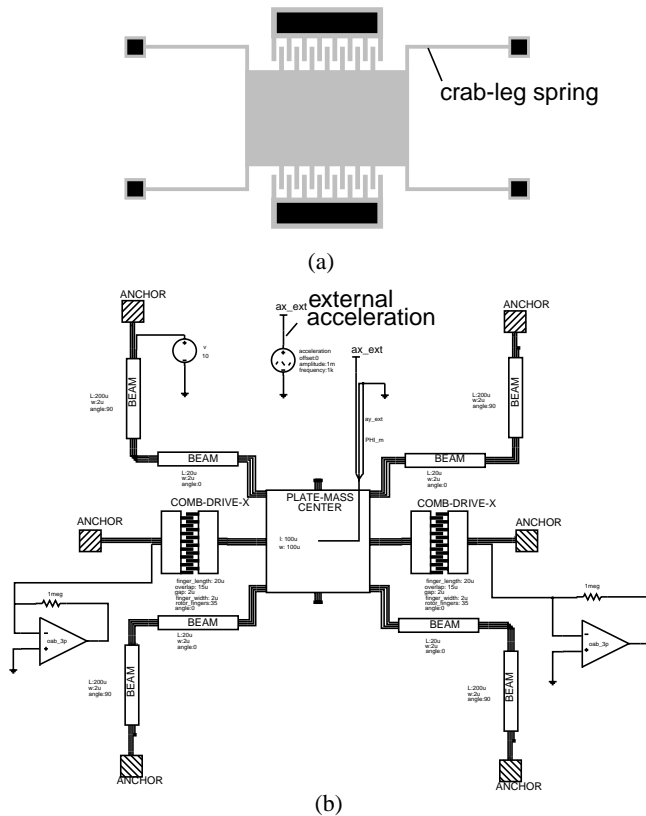 crab-leg spring
(a)
ANCHOR
ax_ext
external
acceleration
ANCHOR
v
10
acceleration
offset:0
amplitude:1m
frequency:1k
ax_ext
L:200u
w:2u
angle:90
BEAM
ay_ext
PHI_m
L:200u
w:2u
angle:90
BEAM
BEAM
L:20u
w:2u
angle:0
BEAM
L:20u
w:2u
angle:0
COMB-DRIVE-X
PLATE-MASS
CENTER
COMB-DRIVE-X
ANCHOR
l: 100u
w: 100u
ANCHOR
finger_length: 20u
overlap: 15u
gap: 2u
finger_width: 2u
rotor_fingers:35
angle:0
finger_length: 20u
overlap: 15u
gap: 2u
finger_width: 2u
rotor_fingers:35
angle:0
1meg
1meg
-
+
oab_3p
-
+
oab_3p
BEAM
L:20u
w:2u
angle:0
BEAM
L:20u
w:2u
angle:0
L:200u
w:2u
angle:90
BEAM
L:200u
w:2u
angle:90
BEAM
ANCHOR
ANCHOR
(b)